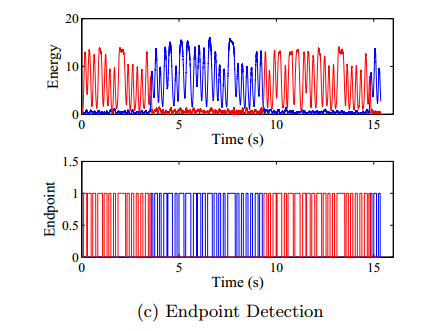 20
10
0
Energy
0 5 10 15
Time (s)
1.5
1
0.5
0
Endpoint
0 5 10 15
Time (s)
(c) Endpoint Detection